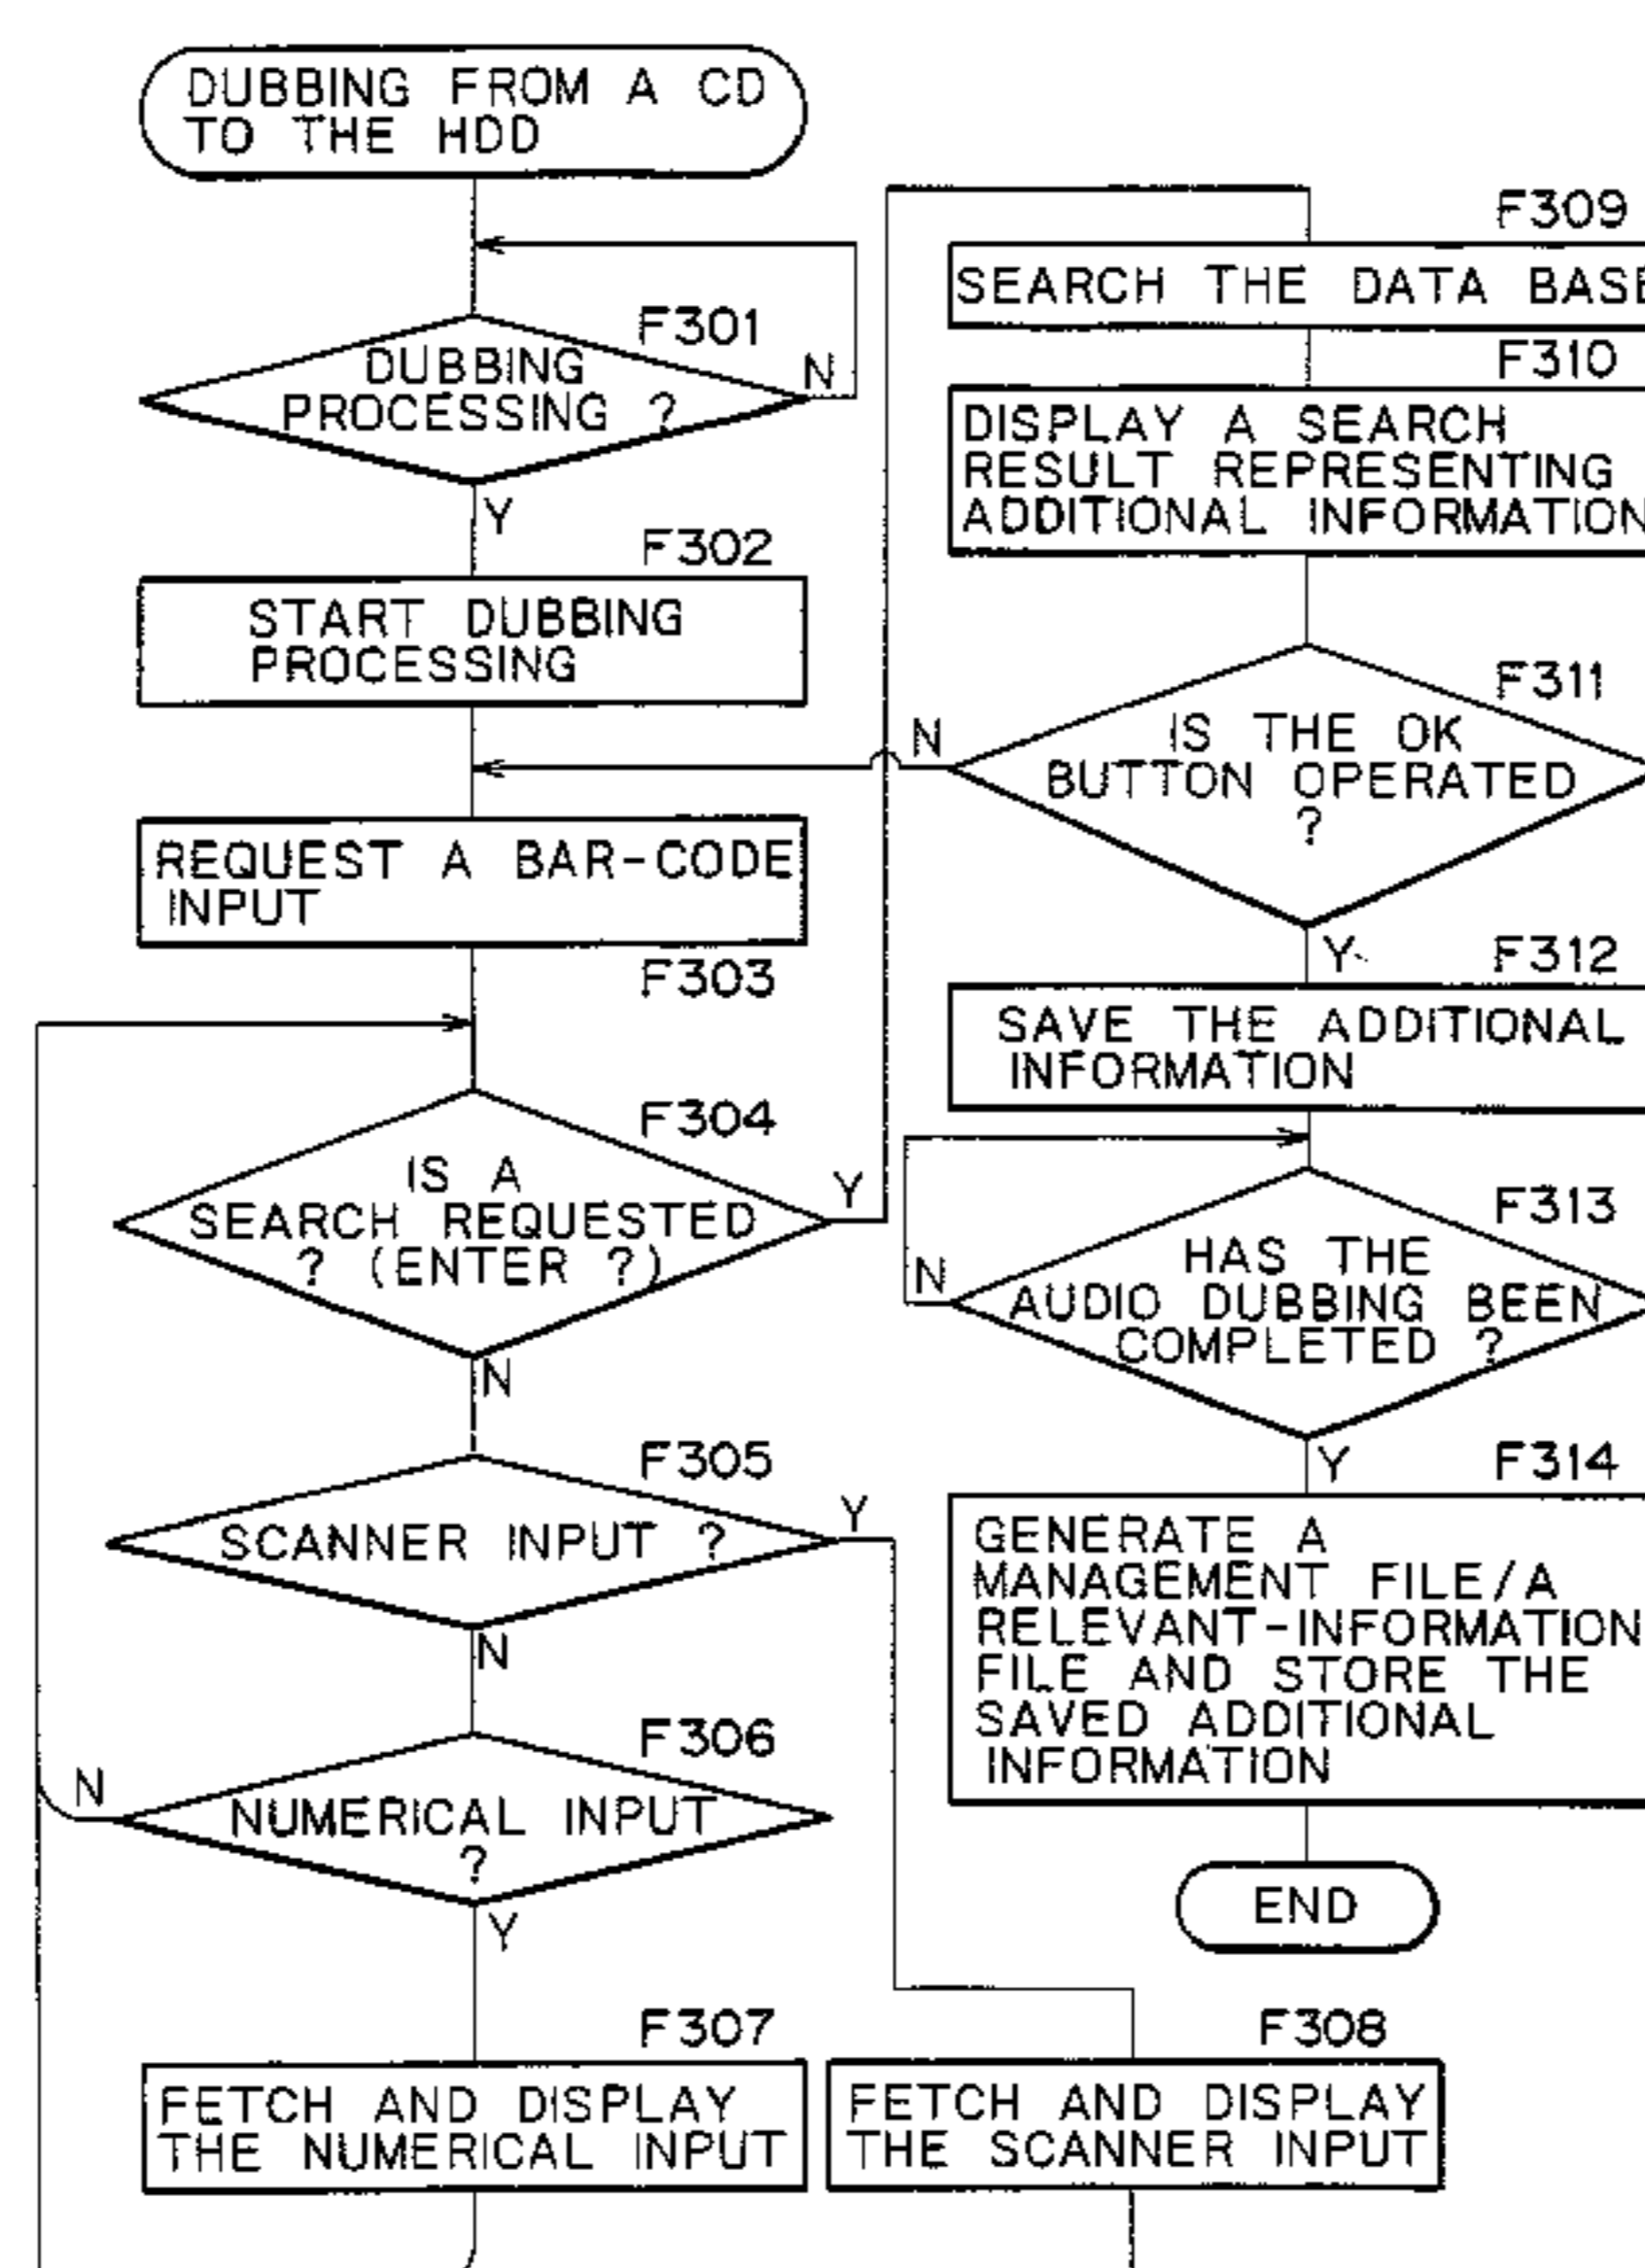 DUBBING FROM A CD
TO THE HDD
F301
DUBBING
PROCESSING ?
N
Y
F302
START DUBBING
PROCESSING
REQUEST A BAR-CODE
INPUT
F303
F304
IS A
SEARCH REQUESTED
? (ENTER ?)
Y
N
F305
SCANNER INPUT ?
Y
N
F306
NUMERICAL INPUT
?
N
Y
F307
FETCH AND DISPLAY
THE NUMERICAL INPUT
F308
FETCH AND DISPLAY
THE SCANNER INPUT
F309
SEARCH THE DATA BASE
F310
DISPLAY A SEARCH
RESULT REPRESENTING
ADDITIONAL INFORMATION
F311
IS THE OK
BUTTON OPERATED
?
N
Y
F312
SAVE THE ADDITIONAL
INFORMATION
F313
HAS THE
AUDIO DUBBING BEEN
COMPLETED ?
N
Y
F314
GENERATE A
MANAGEMENT FILE/A
RELEVANT-INFORMATION
FILE AND STORE THE
SAVED ADDITIONAL
INFORMATION
END